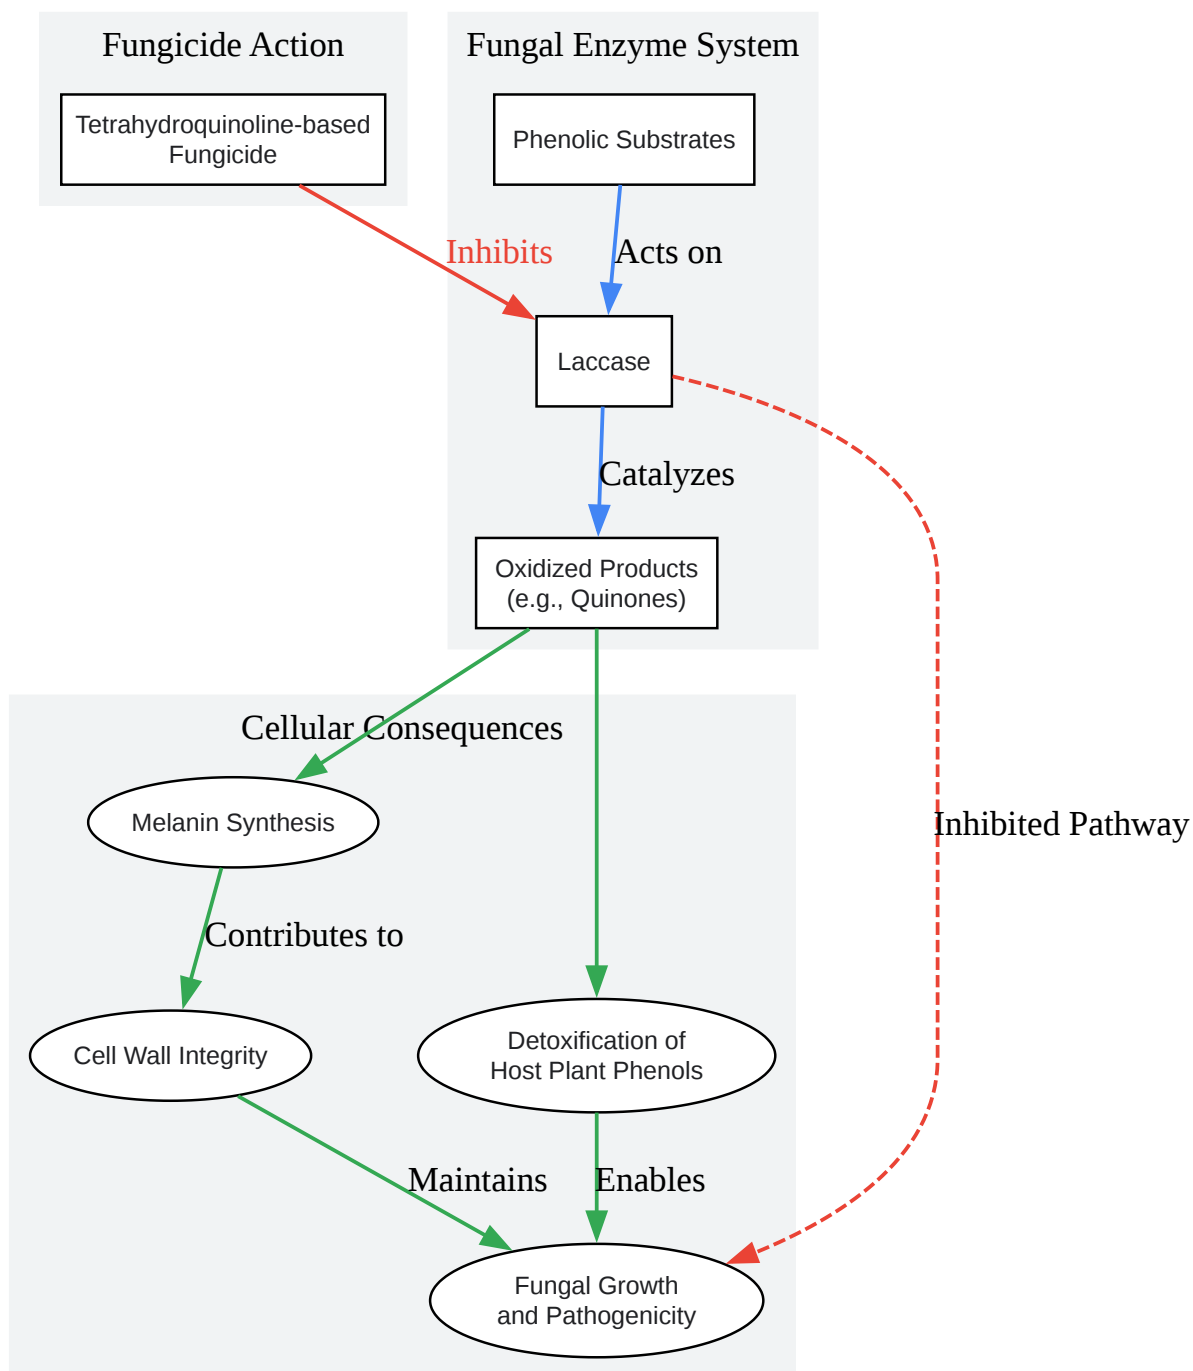 Fungicide Action
Fungal Enzyme System
Tetrahydroquinoline-based
Fungicide
Phenolic Substrates
Inhibits
Acts on
Laccase
Catalyzes
Oxidized Products
(e.g., Quinones)
Cellular Consequences
Melanin Synthesis
Inhibited Pathway
Contributes to
Cell Wall Integrity
Detoxification of
Host Plant Phenols
Maintains
Enables
Fungal Growth
and Pathogenicity